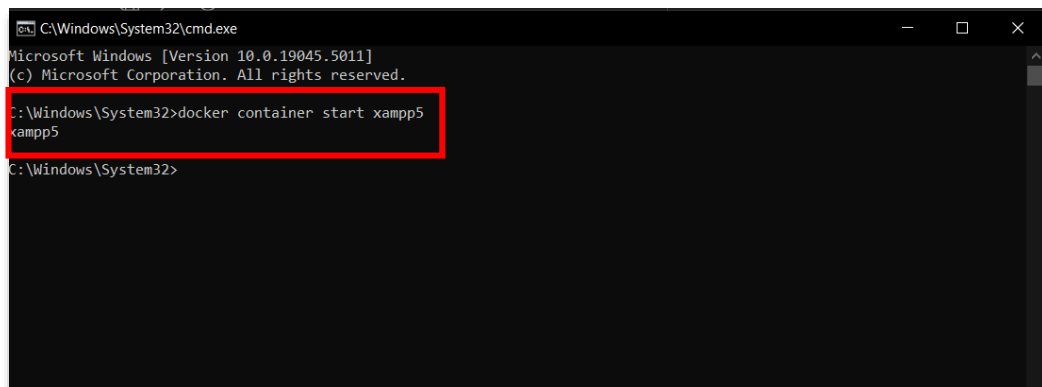 C:\Windows\System32\cmd.exe
Microsoft Windows [Version 10.0.19045.5011]
(c) Microsoft Corporation. All rights reserved.
C:\Windows\System32>docker container start xampp5
xampp5
C:\Windows\System32>